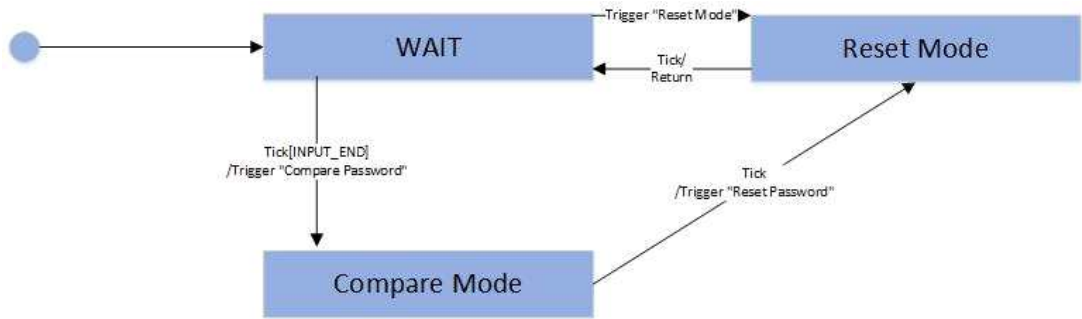 Trigger "Reset Mode"
WAIT
Reset Mode
Tick/
Return
Tick[INPUT_END]
/Trigger "Compare Password"
Tick
/Trigger "Reset Password"
Compare Mode